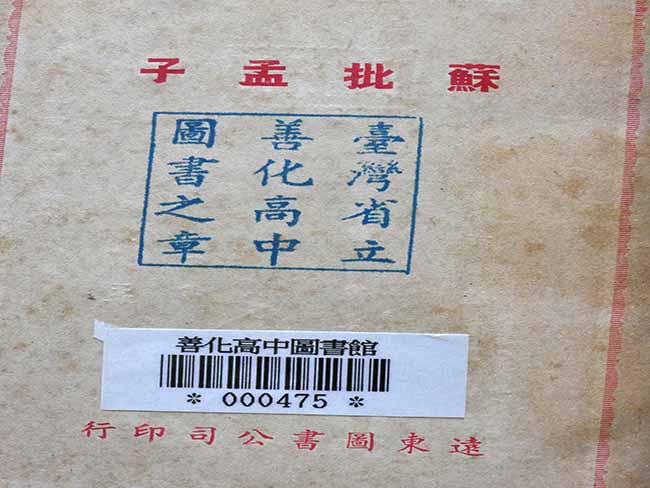 蘇批孟子
臺灣省立
善化高中
圖書之章
善化高中圖書館
* 000475 *
遠東圖書公司印行